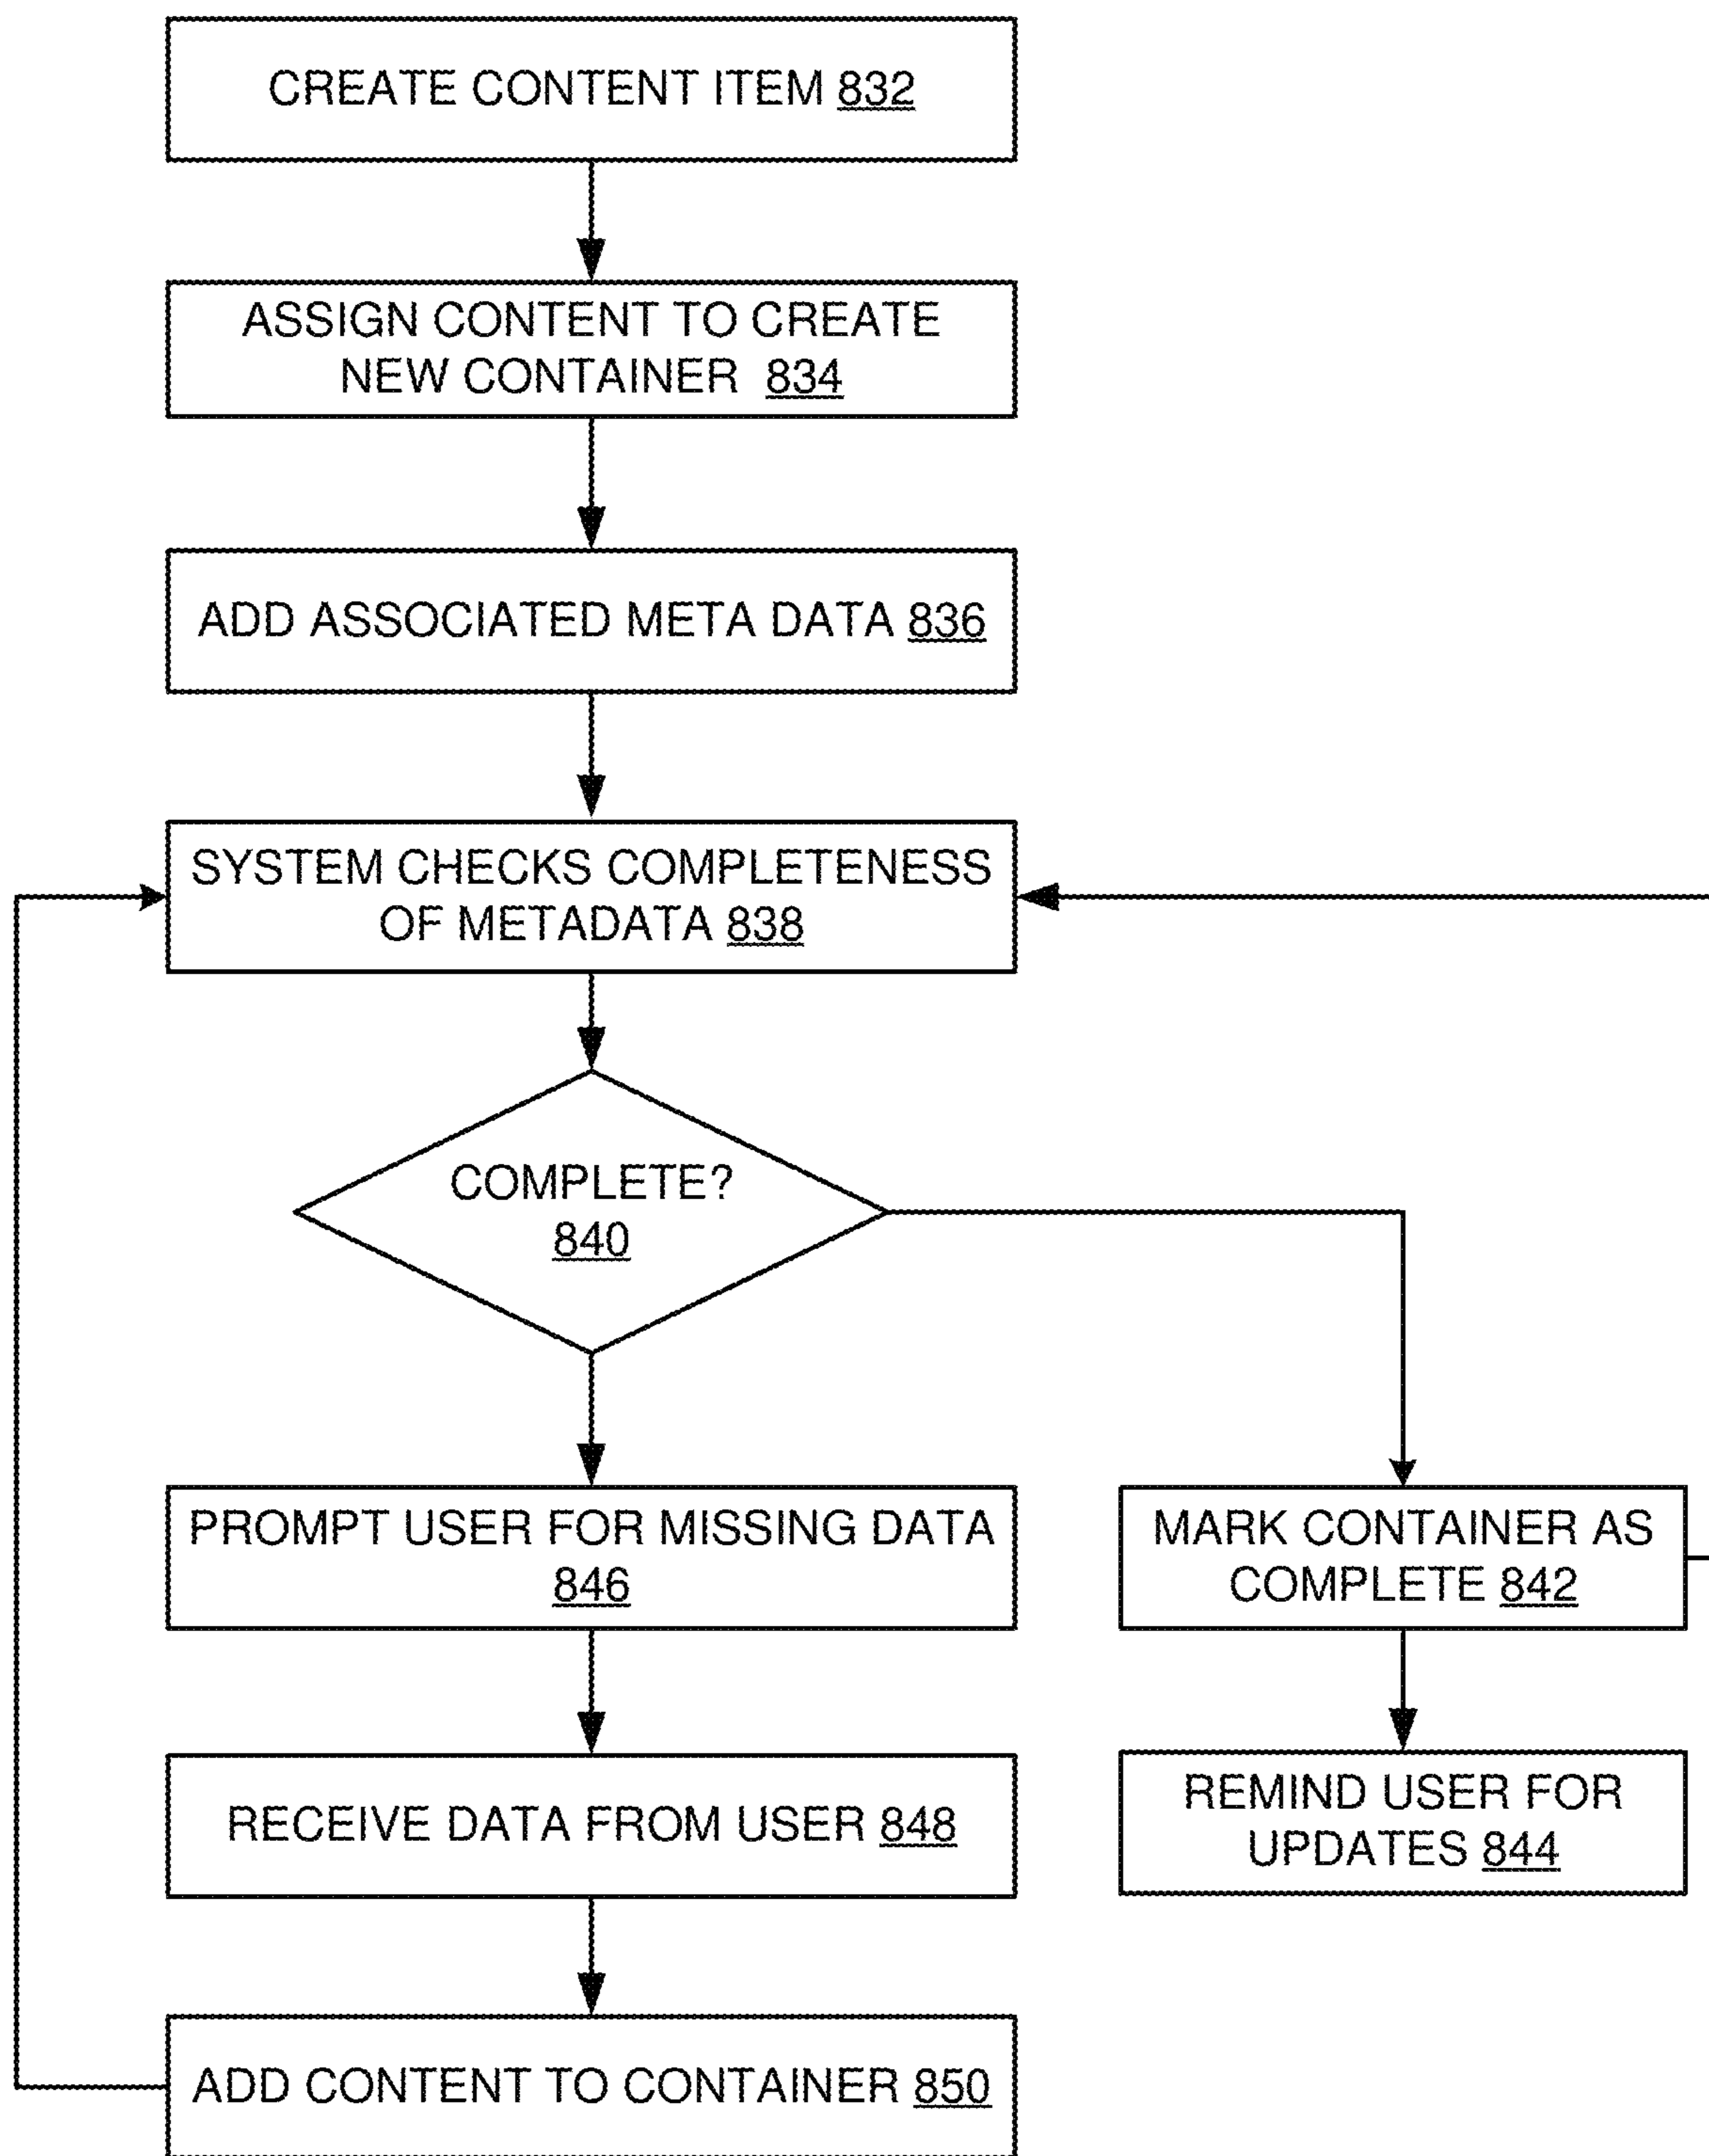 CREATE CONTENT ITEM 832
ASSIGN CONTENT TO CREATE
NEW CONTAINER 834
ADD ASSOCIATED META DATA 836
SYSTEM CHECKS COMPLETENESS
OF METADATA 838
COMPLETE?
840
PROMPT USER FOR MISSING DATA
846
MARK CONTAINER AS
COMPLETE 842
RECEIVE DATA FROM USER 848
REMIND USER FOR
UPDATES 844
ADD CONTENT TO CONTAINER 850